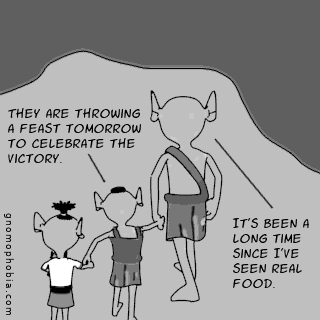 THEY ARE THROWING
A FEAST TOMORROW
TO CELEBRATE THE
VICTORY.
IT'S BEEN A
LONG TIME
SINCE I'VE
SEEN REAL
FOOD.
gnomophobia.com